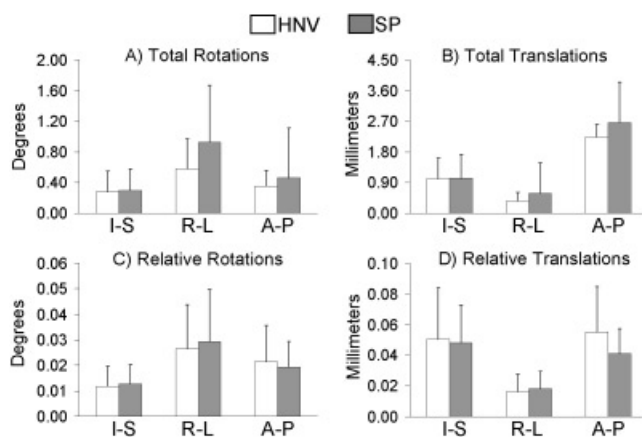 HNV SP
A) Total Rotations
Degrees
2.00
1.60
1.20
0.80
0.40
0.00
I-S R-L A-P
B) Total Translations
Millimeters
4.50
3.60
2.70
1.80
0.90
0.00
I-S R-L A-P
C) Relative Rotations
Degrees
0.06
0.05
0.04
0.03
0.02
0.01
0.00
I-S R-L A-P
D) Relative Translations
Millimeters
0.10
0.08
0.06
0.04
0.02
0.00
I-S R-L A-P